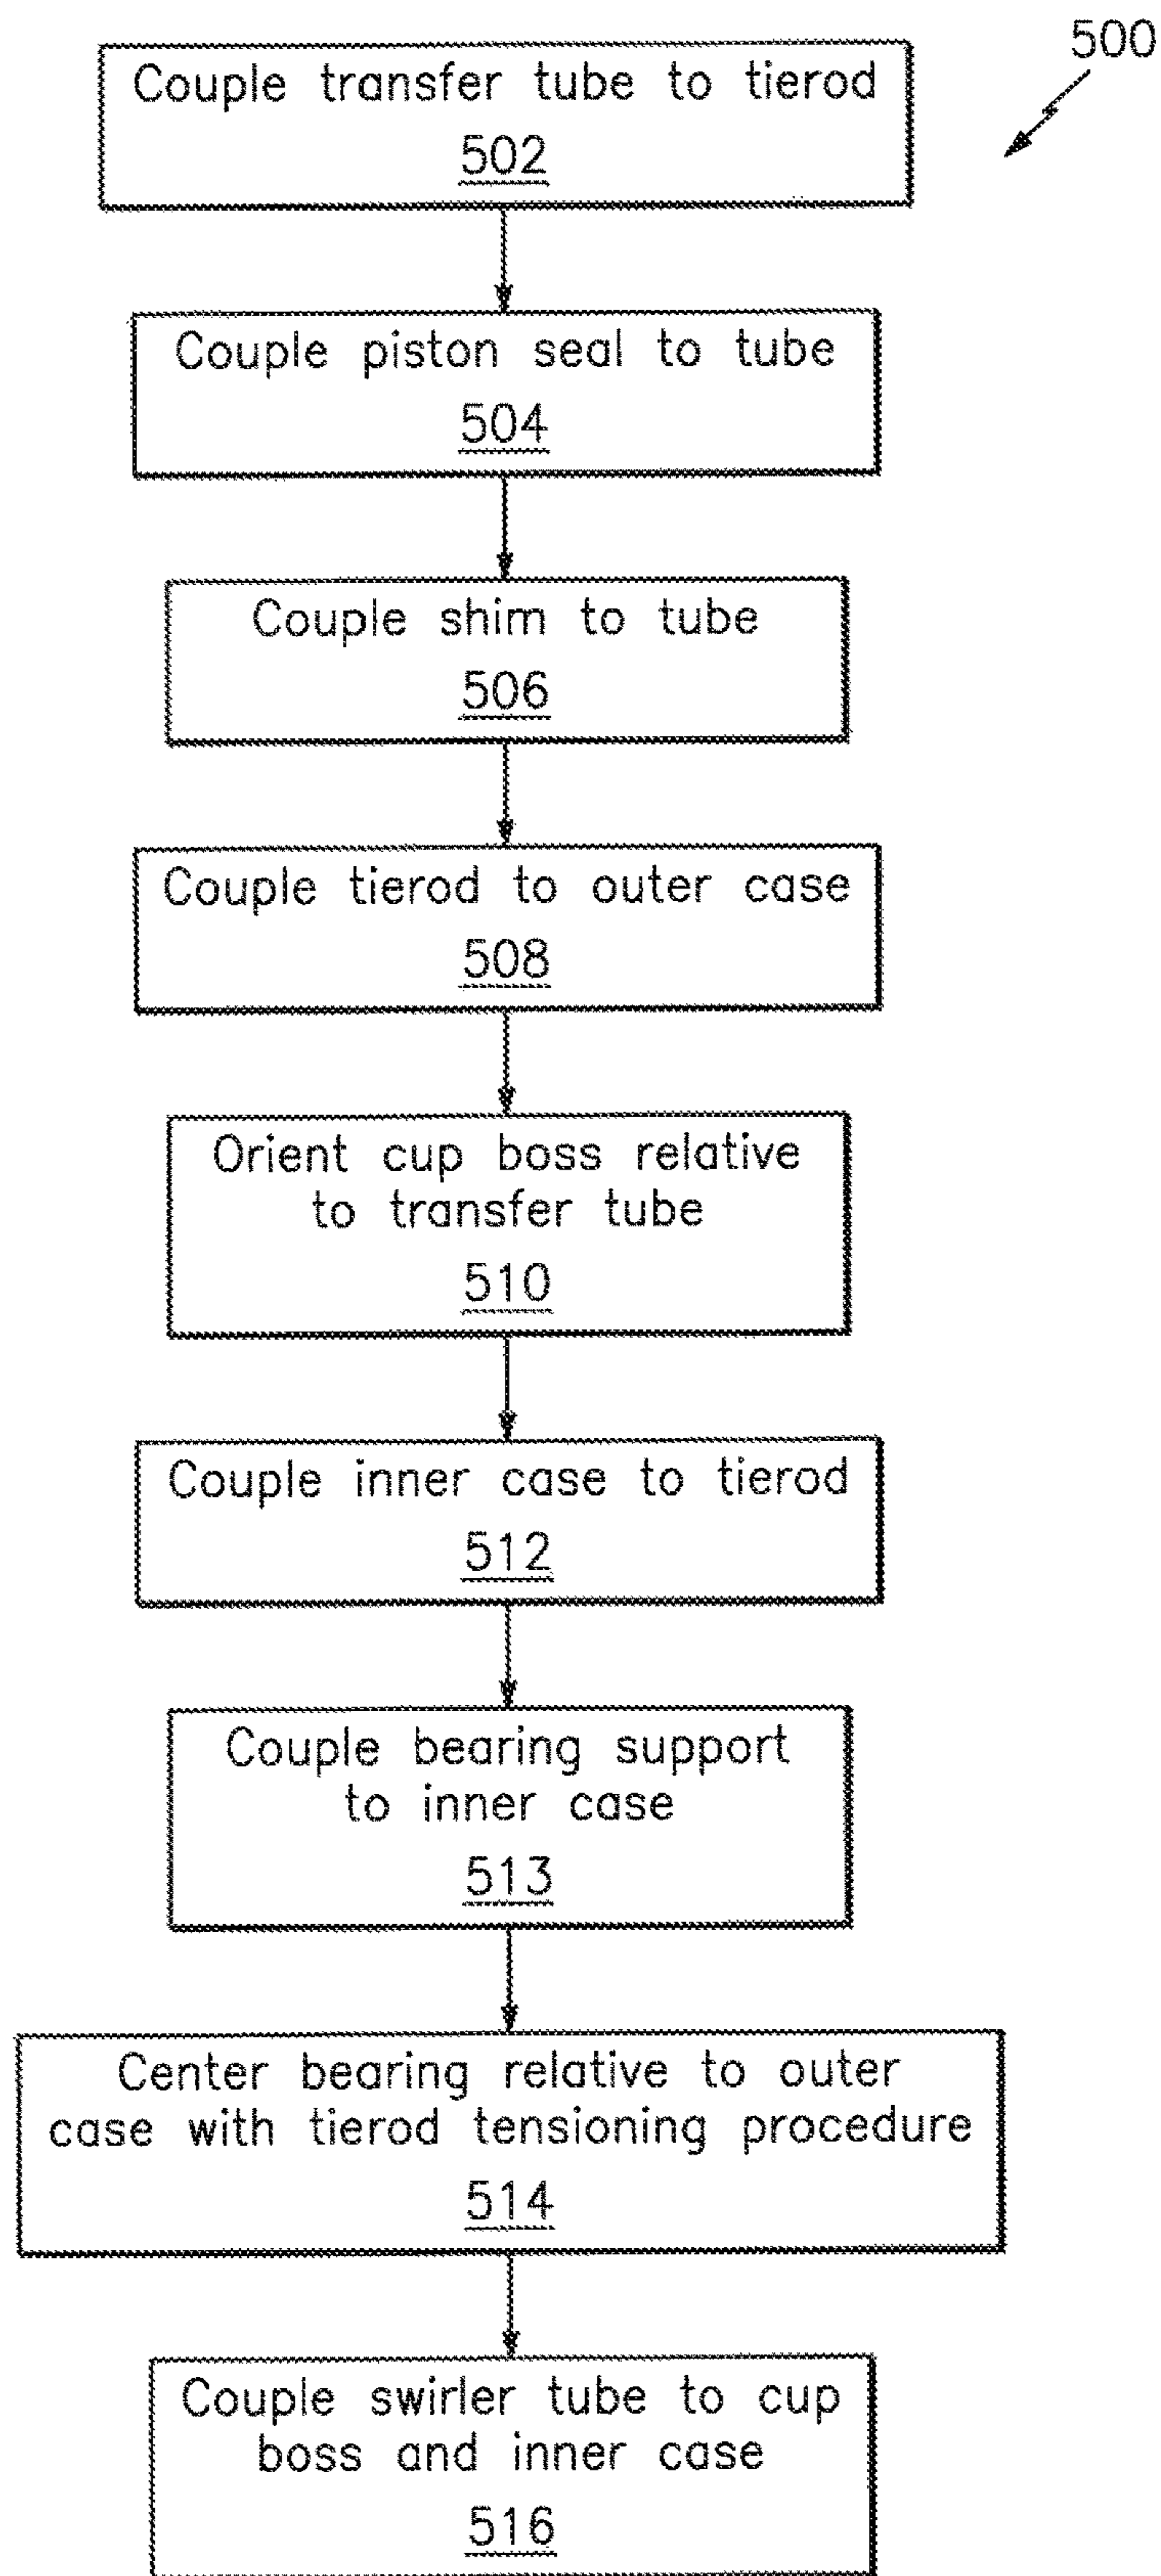 500
Couple transfer tube to tierod
502
Couple piston seal to tube
504
Couple shim to tube
506
Couple tierod to outer case
508
Orient cup boss relative
to transfer tube
510
Couple inner case to tierod
512
Couple bearing support
to inner case
513
Center bearing relative to outer
case with tierod tensioning procedure
514
Couple swirler tube to cup
boss and inner case
516